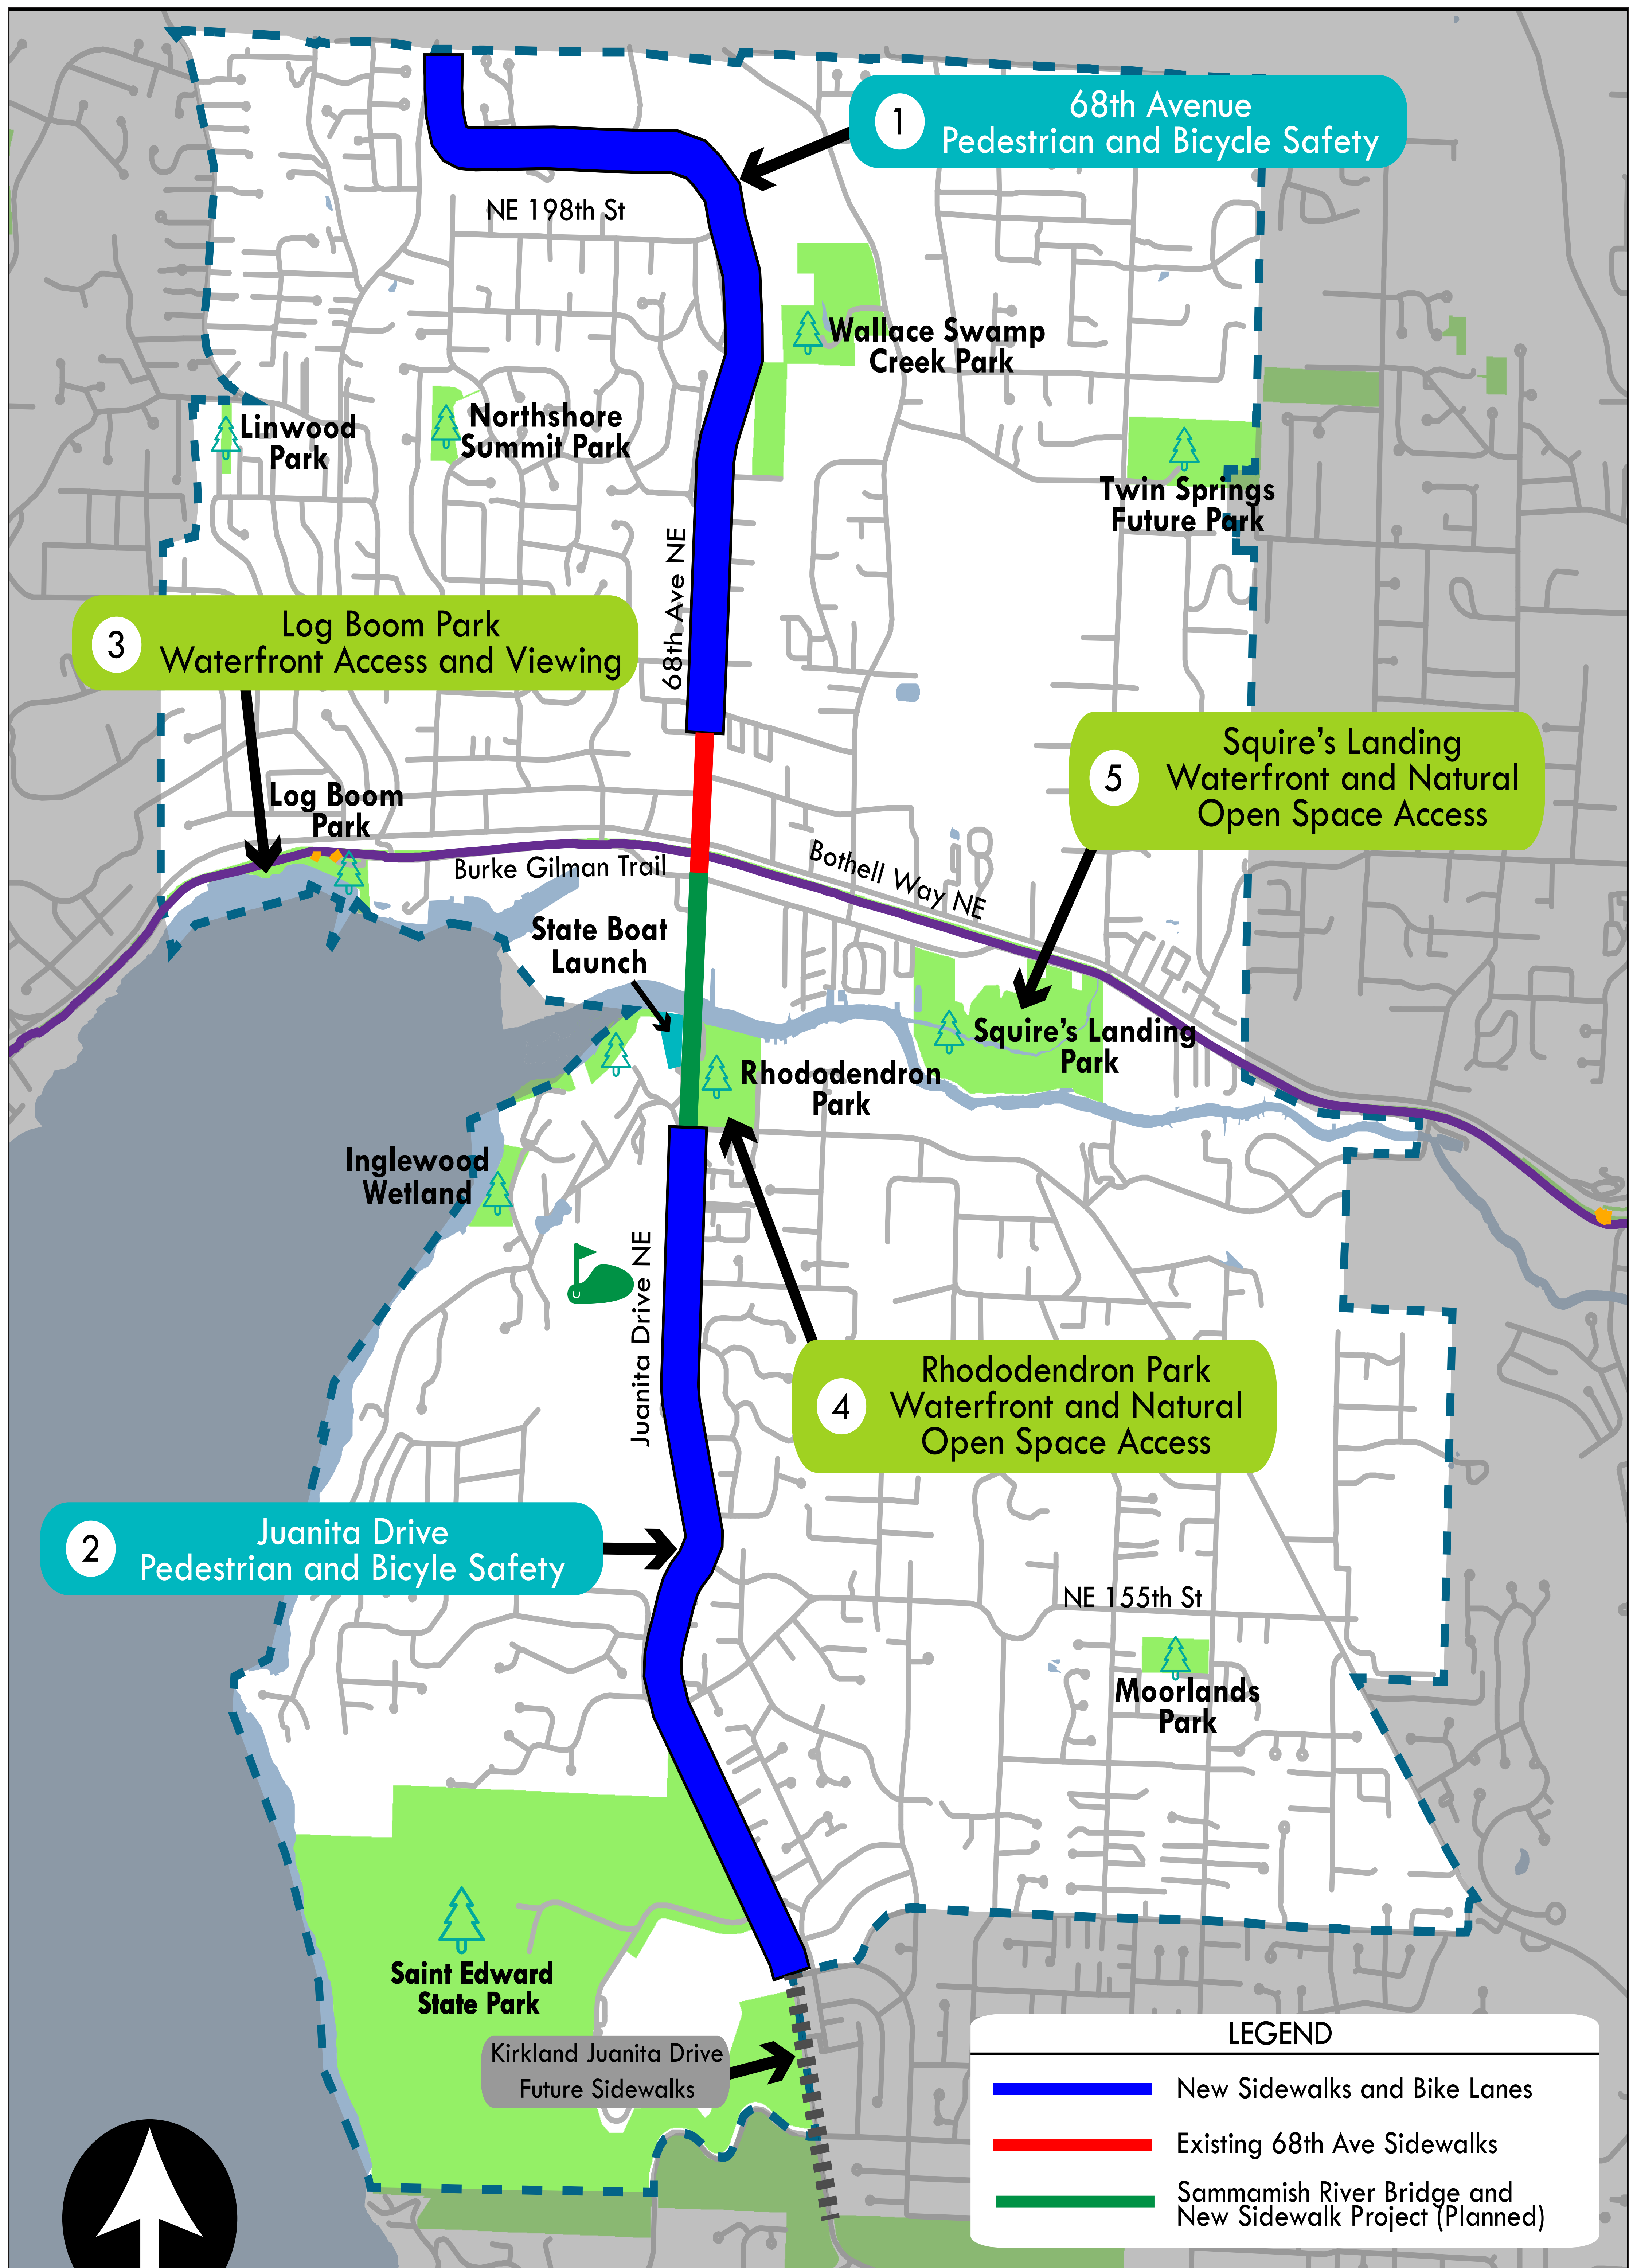 1
68th Avenue
Pedestrian and Bicycle Safety
NE 198th St
Wallace Swamp
Creek Park
Linwood
Park
Northshore
Summit Park
Twin Springs
Future Park
68th Ave NE
3
Log Boom Park
Waterfront Access and Viewing
5
Squire's Landing
Waterfront and Natural
Open Space Access
Log Boom
Park
Burke Gilman Trail
Bothell Way NE
State Boat
Launch
Squire's Landing
Park
Rhododendron
Park
Inglewood
Wetland
Juanita Drive NE
4
Rhododendron Park
Waterfront and Natural
Open Space Access
2
Juanita Drive
Pedestrian and Bicyle Safety
NE 155th St
Moorlands
Park
Saint Edward
State Park
Kirkland Juanita Drive
Future Sidewalks
LEGEND
New Sidewalks and Bike Lanes
Existing 68th Ave Sidewalks
Sammamish River Bridge and
New Sidewalk Project (Planned)